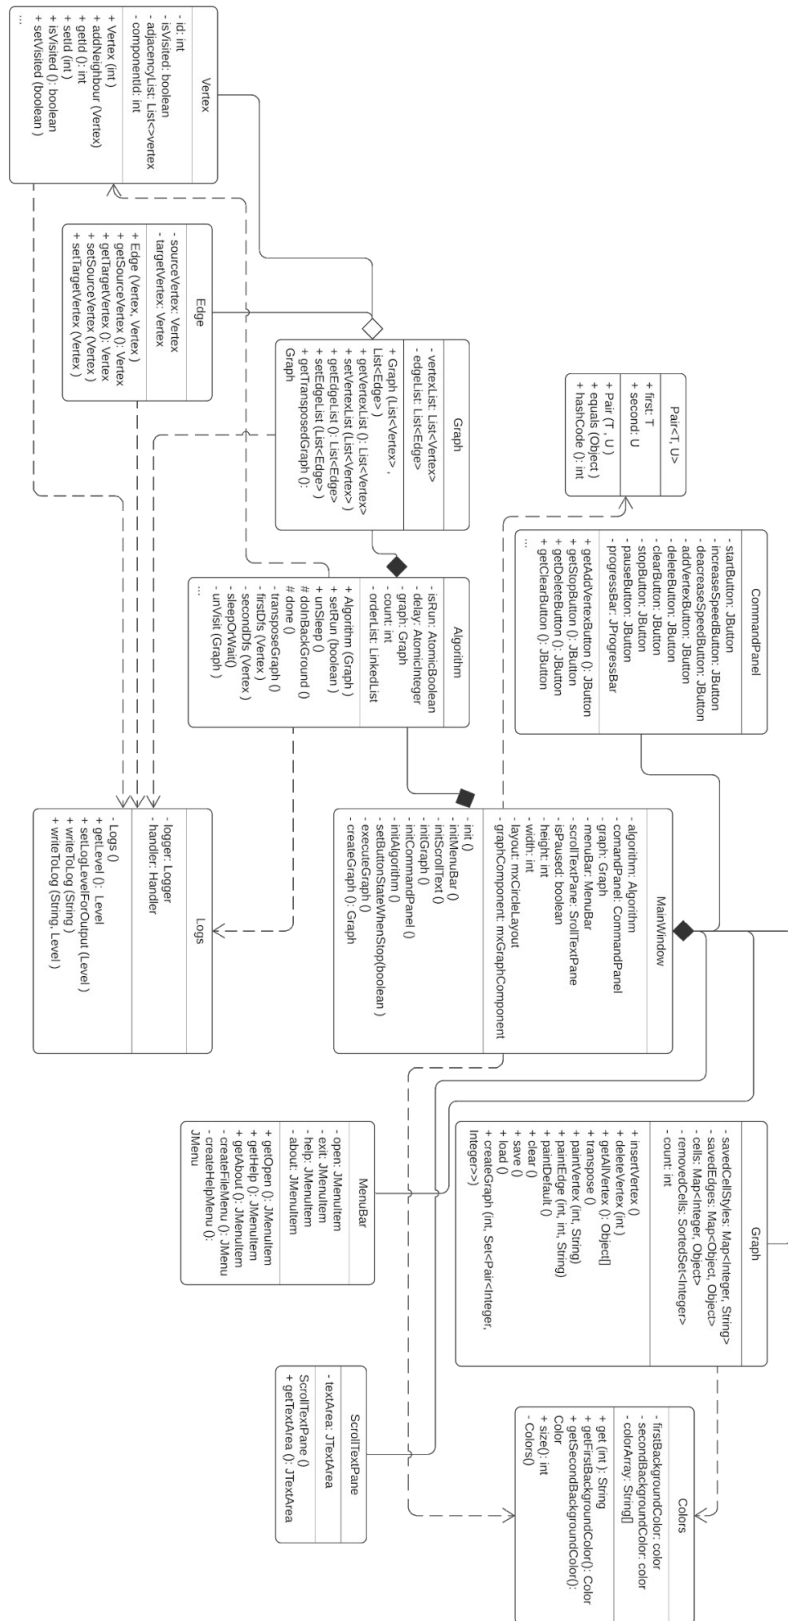 Vertex
- id: int
- isVisited: boolean
- adjacencyList: List<>vertex
- componentId: int
+ Vertex (int )
+ addNeighbour (Vertex)
+ getId (): int
+ setId (int )
+ isVisited (): boolean
+ setVisited (boolean )
...
Edge
- sourceVertex: Vertex
- targetVertex: Vertex
+ Edge (Vertex, Vertex )
+ getSourceVertex (): Vertex
+ getTargetVertex (): Vertex
+ setSourceVertex (Vertex )
+ setTargetVertex (Vertex )
Graph
- vertexList: List<Vertex>
- edgeList: List<Edge>
+ Graph (List<Vertex> ,
List<Edge> )
+ getVertexList (): List<Vertex>
+ setVertexList (List<Vertex> )
+ getEdgeList (): List<Edge>
+ setEdgeList (List<Edge> )
+ getTransposedGraph ():
Graph
Pair<T, U>
+ first: T
+ second: U
+ Pair (T , U )
+ equals (Object )
+ hashCode (): int
CommandPanel
- startButton: JButton
- increaseSpeedButton: JButton
- deacreaseSpeedButton: JButton
- addVertexButton: JButton
- deleteButton: JButton
- clearButton: JButton
- stopButton: JButton
- pauseButton: JButton
- progressBar: JProgressBar
+ getAddVertexButton (): JButton
+ getStopButton (): JButton
+ getDeleteButton (): JButton
+ getClearButton (): JButton
...
Algorithm
- isRun: AtomicBoolean
- delay: AtomicInteger
- graph: Graph
- count: int
orderList: LinkedList
+ Algorithm (Graph )
+ setRun (boolean )
+ unSleep ()
# doInBackGround ()
# done ()
- transposeGraph ()
- firstDfs (Vertex )
- secondDfs (Vertex )
- sleepOrWait()
- unVisit (Graph )
...
MainWindow
- algorithm: Algorithm
- comandPanel: CommandPanel
- graph: Graph
- menuBar: MenuBar
- scrollTextPane: SrollTextPane
- isPaused: boolean
- height: int
- width: int
- layout: mxCircleLayout
- graphComponent: mxGraphComponent
- init ()
- initMenuBar ()
- initScrollText ()
- initGraph ()
- initCommandPanel ()
- initAlgorithm ()
- setButtonStateWhenStop(boolean )
- executeGraph ()
- createGraph (): Graph
Logs
- logger: Logger
- handler: Handler
- Logs ()
+ getLevel (): Level
+ setLogLevelForOutput (Level )
+ writeToLog (String )
+ writeToLog (String, Level )
MenuBar
- open: JMenuItem
- exit: JMenuItem
- help: JMenuItem
- about: JMenuItem
+ getOpen (): JMenuItem
+ getHelp (): JMenuItem
+ getAbout (): JMenuItem
- createFileMenu (): JMenu
- createHelpMenu ():
JMenu
Graph
- savedCellStyles: Map<Integer, String>
- savedEdges: Map<Object, Object>
- cells: Map<Integer, Object>
- removedCells: SortedSet<Integer>
- count: int
+ insertVertex ()
+ deleteVertex (int )
+ getAllVertex (): Object[]
+ transpose ()
+ paintVertex (int, String)
+ paintEdge (int, int, String)
+ paintDefault ()
+ clear ()
+ save ()
+ load ()
+ createGraph (int, Set<Pair<Integer,
Integer>>)
ScrollTextPane
- textArea: JTextArea
ScrollTextPane ()
+ getTextArea (): JTextArea
Colors
- firstBackgroundColor: color
- secondBackgroundColor: color
- colorArray: String[]
+ get (int ): String
+ getFirstBackgroundColor(): Color
+ getSecondBackgroundColor():
Color
+ size(): int
- Colors()